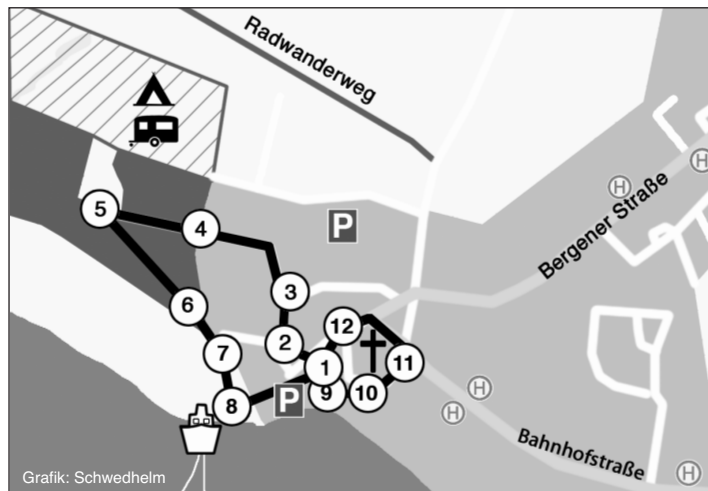 Radwanderweg
H
H
Bergener Straße
P
5
4
3
6
12
2
7
1
11
8
P
9
10
H
H
Bahnhofstraße
H
Grafik: Schwedhelm